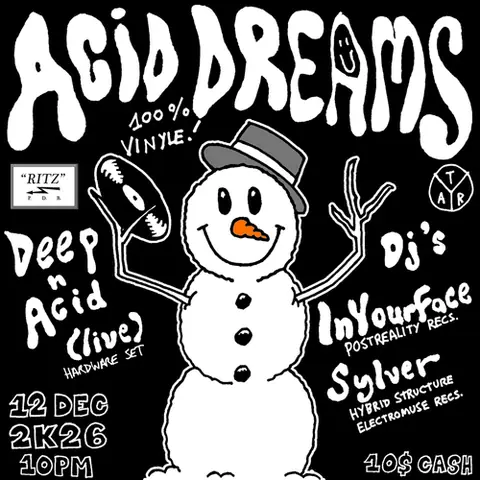 ACID DREAMS
100%
VINYLE!
"RITZ"
P.D.B.
T
A R
DEEP
n
Acid
(live)
HARDWARE SET
Dj's
InYourFace
POSTREALITY RECS.
Sylver
HYBRID STRUCTURE
ELECTROMUSE RECS.
12 DEC
2K26
10PM
10$ CASH